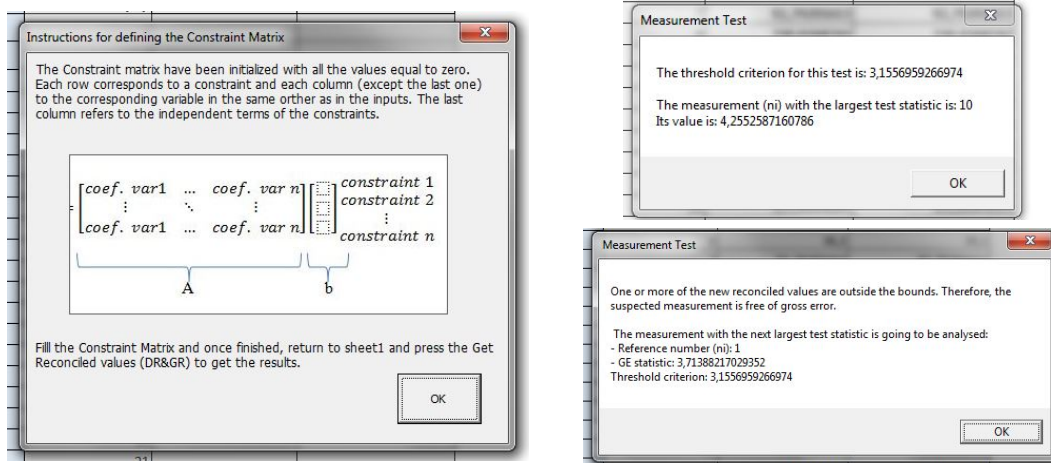 Instructions for defining the Constraint Matrix
The Constraint matrix have been initialized with all the values equal to zero.
Each row corresponds to a constraint and each column (except the last one)
to the corresponding variable in the same orther as in the inputs. The last
column refers to the independent terms of the constraints.
[coef. var1 ... coef. var n] constraint 1
⋮ ⋱ ⋮ constraint 2
⋮
[coef. var1 ... coef. var n] constraint n
A b
Fill the Constraint Matrix and once finished, return to sheet1 and press the Get
Reconciled values (DR&GR) to get the results.
OK
21
Measurement Test
The threshold criterion for this test is: 3,1556959266974
The measurement (ni) with the largest test statistic is: 10
Its value is: 4,2552587160786
OK
Measurement Test
One or more of the new reconciled values are outside the bounds. Therefore, the
suspected measurement is free of gross error.
The measurement with the next largest test statistic is going to be analysed:
- Reference number (ni): 1
- GE statistic: 3,71388217029352
Threshold criterion: 3,1556959266974
OK